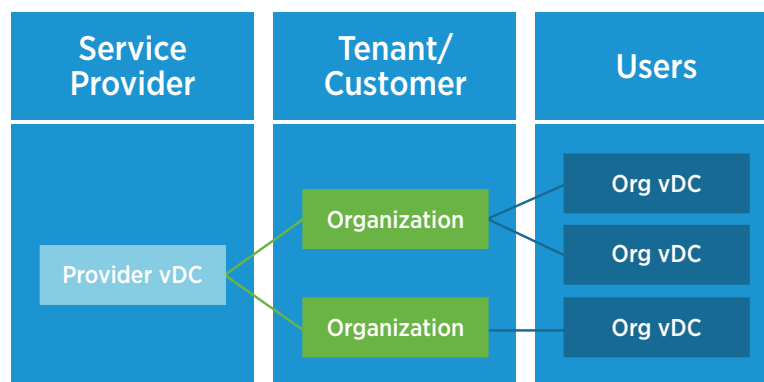 Service
Provider
Tenant/
Customer
Users
Provider vDC
Organization
Organization
Org vDC
Org vDC
Org vDC